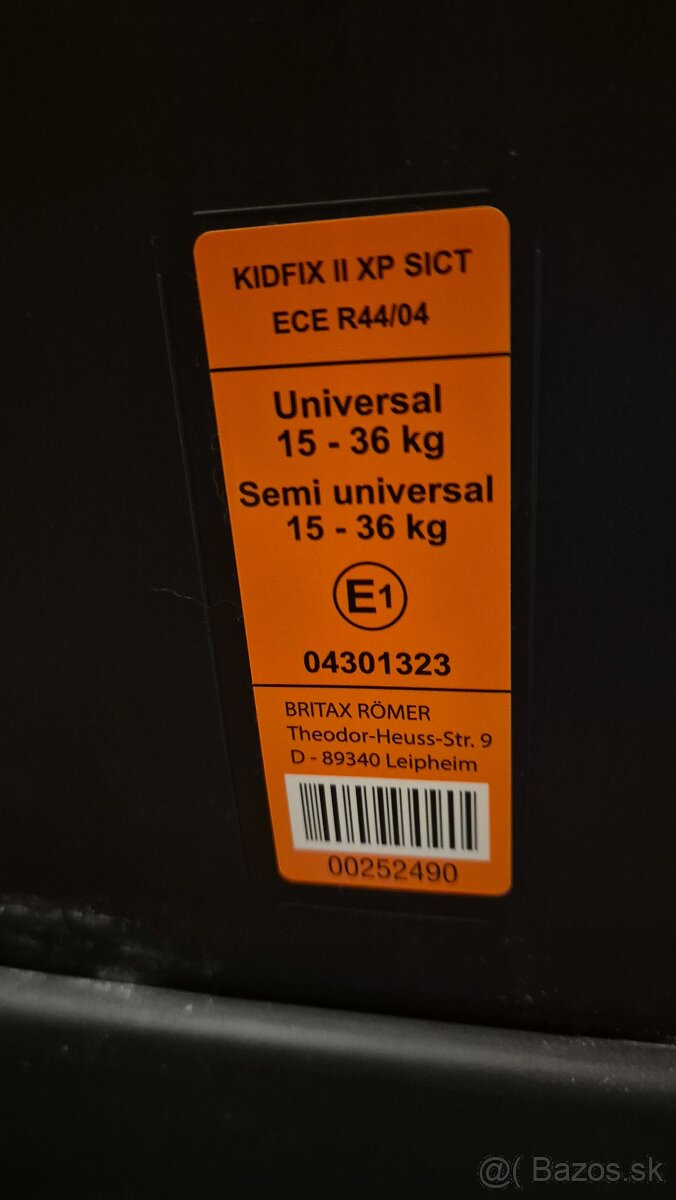 KIDFIX II XP SICT
ECE R44/04
Universal
15 - 36 kg
Semi universal
15 - 36 kg
E1
04301323
BRITAX RÖMER
Theodor-Heuss-Str. 9
D - 89340 Leipheim
00252490
@( Bazos.sk